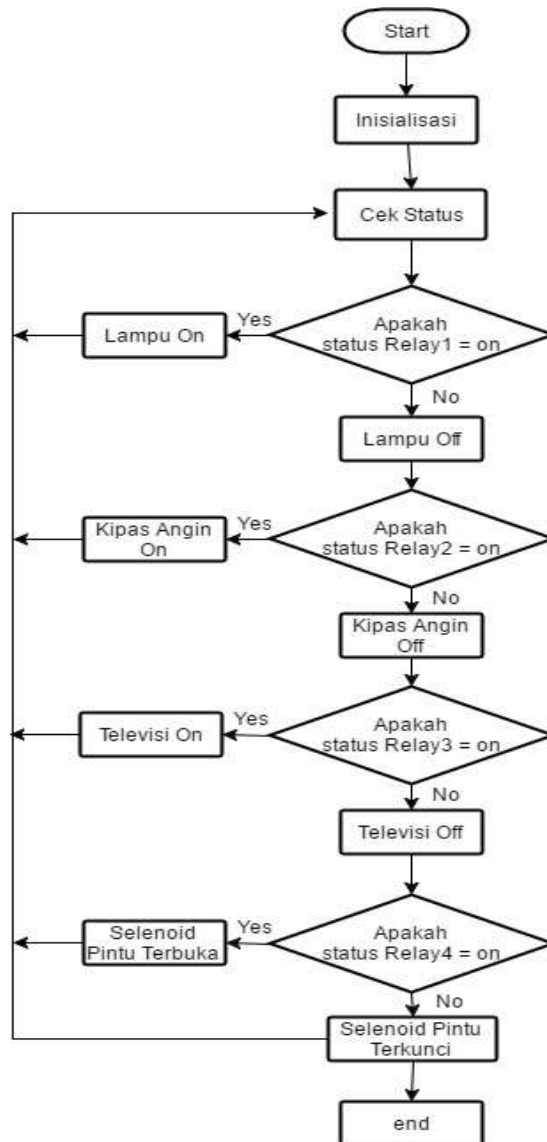 Start
Inisialisasi
Cek Status
Apakah
status Relay1 = on
Yes
Lampu On
No
Lampu Off
Apakah
status Relay2 = on
Yes
Kipas Angin
On
No
Kipas Angin
Off
Apakah
status Relay3 = on
Yes
Televisi On
No
Televisi Off
Apakah
status Relay4 = on
Yes
Selenoid
Pintu Terbuka
No
Selenoid Pintu
Terkunci
end